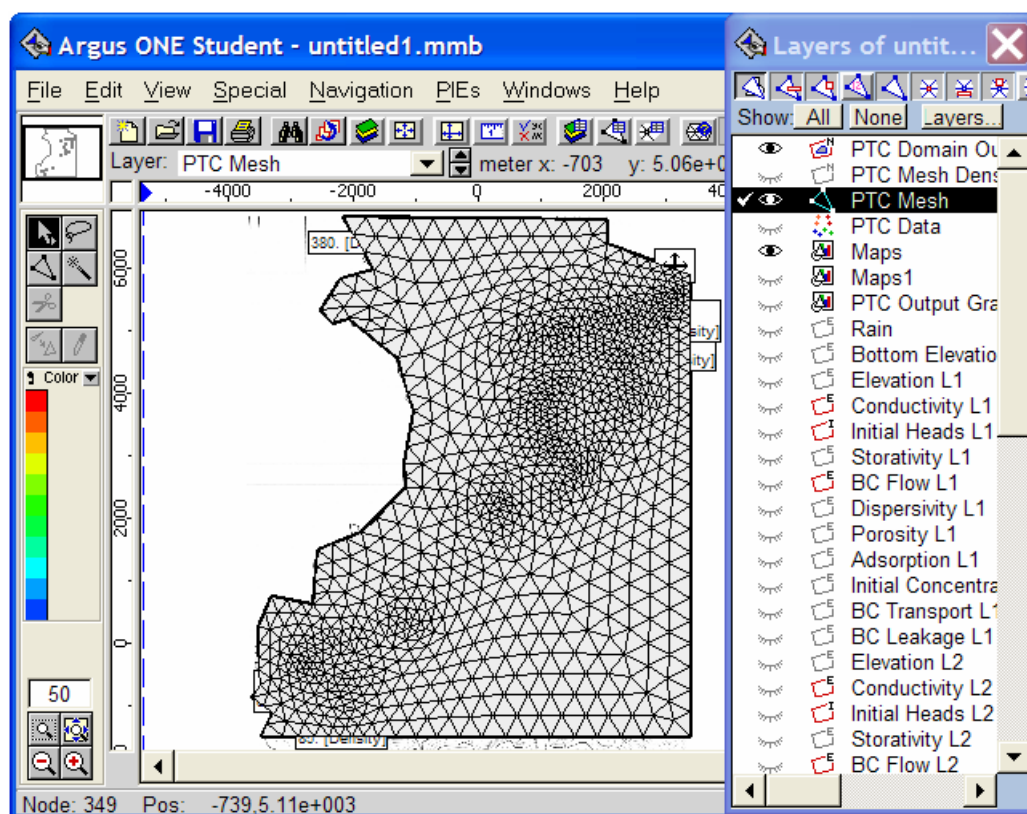 Argus ONE Student - untitled1.mmb
File Edit View Special Navigation PIEs Windows Help
Layer: PTC Mesh meter x: -703 y: 5.06e+0
-4000 -2000 0 2000 40
6000
4000
2000
0
380. [D
sity]
sity]
80. [Density]
Color
50
Node: 349 Pos: -739,5.11e+003
Layers of untit...
Show: All None Layers...
PTC Domain Ou
PTC Mesh Dens
PTC Mesh
PTC Data
Maps
Maps1
PTC Output Gra
Rain
Bottom Elevatio
Elevation L1
Conductivity L1
Initial Heads L1
Storativity L1
BC Flow L1
Dispersivity L1
Porosity L1
Adsorption L1
Initial Concentra
BC Transport L1
BC Leakage L1
Elevation L2
Conductivity L2
Initial Heads L2
Storativity L2
BC Flow L2